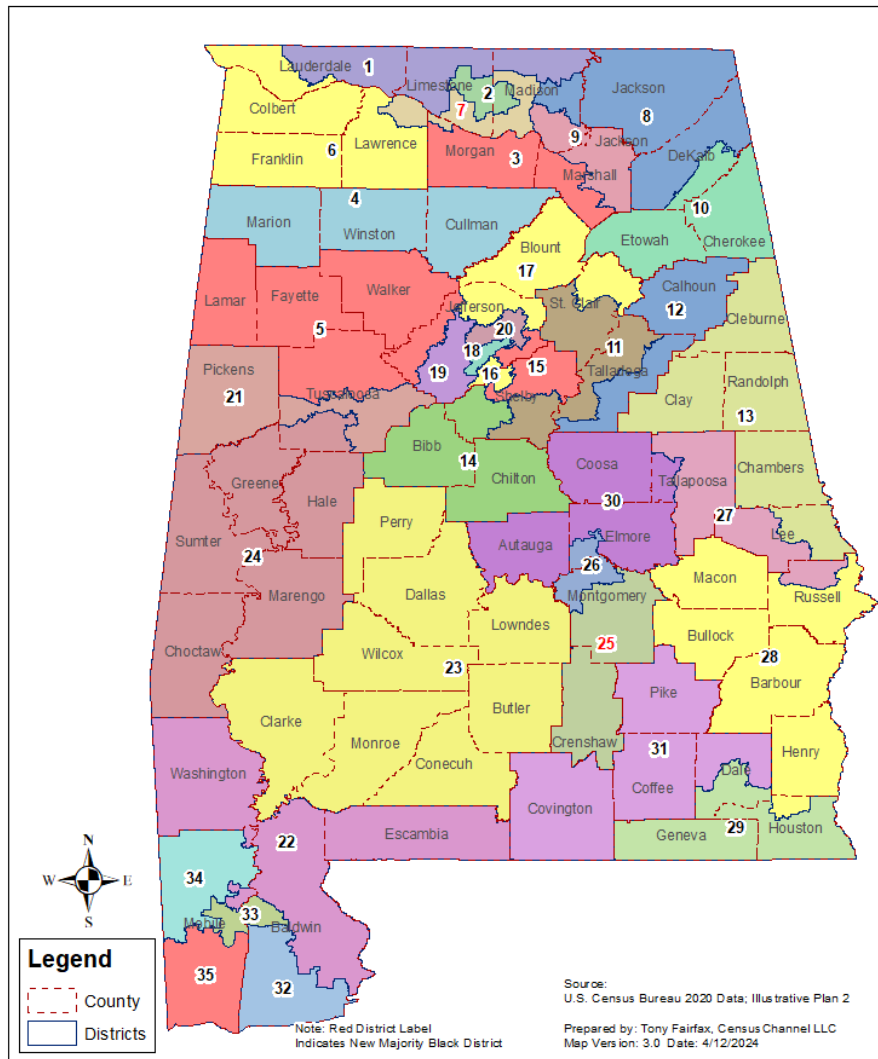 Lauderdale
1
Limestone
2
Madison
Jackson
8
Colbert
7
9
Jackson
DeKalb
6
Lawrence
Morgan
3
Franklin
Marshall
4
10
Marion
Winston
Cullman
Blount
Etowah
Cherokee
17
Lamar
Fayette
Walker
Jefferson
St. Clair
Calhoun
12
Cleburne
5
20
18
11
19
16
15
Talladega
Pickens
21
Tuscaloosa
Shelby
Clay
Randolph
13
Bibb
14
Chilton
Coosa
30
Tallapoosa
Chambers
Greene
Hale
Perry
27
Lee
Sumter
24
Autauga
Elmore
26
Macon
Marengo
Dallas
Montgomery
Russell
Lowndes
25
Bullock
28
Choctaw
Wilcox
23
Barbour
Clarke
Butler
Pike
Monroe
Crenshaw
31
Henry
Conecuh
Dale
Washington
Coffee
Covington
22
Escambia
29
Geneva
Houston
N
W
E
S
34
33
Mobile
Baldwin
35
32
Legend
County
Districts
Note: Red District Label
Indicates New Majority Black District
Source:
U.S. Census Bureau 2020 Data; Illustrative Plan 2
Prepared by: Tony Fairfax, Census Channel LLC
Map Version: 3.0 Date: 4/12/2024